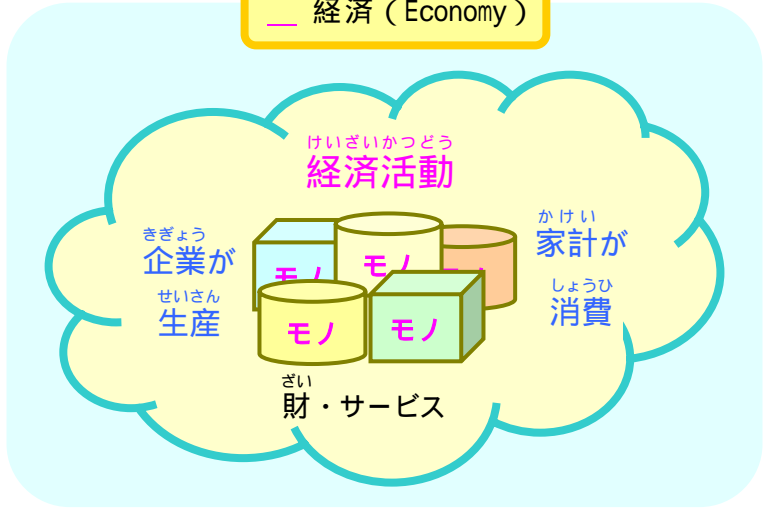 経済（Economy）
けいざいかつどう
経済活動
きぎょう
企業が
せいさん
生産
かけい
家計が
しょうひ
消費
モノ
モノ
モノ
モノ
モノ
ざい
財・サービス